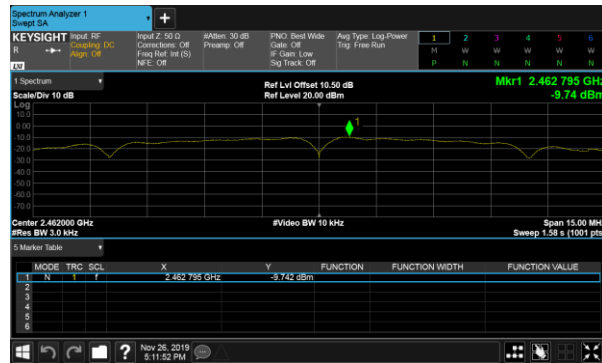 Spectrum Analyzer 1
Swept SA
+
KEYSIGHT Input: RF Input Z: 50 Ω #Atten: 30 dB PNO: Best Wide Avg Type: Log-Power 1 2 3 4 5 6
R Coupling: DC Corrections: Off Preamp: Off Gate: Off Trig: Free Run M W W W W W
Align: Off Freq Ref: Int (S) IF Gain: Low P N N N N N
LXI NFE: Off Sig Track: Off
1 Spectrum Ref Lvl Offset 10.50 dB Mkr1 2.462 795 GHz
Scale/Div 10 dB Ref Level 20.00 dBm -9.74 dBm
Log
10.0
0.00
-10.0
-20.0
-30.0
-40.0
-50.0
-60.0
-70.0
1
Center 2.462000 GHz #Video BW 10 kHz Span 15.00 MHz
#Res BW 3.0 kHz Sweep 1.58 s (1001 pts)
5 Marker Table
MODE TRC SCL X Y FUNCTION FUNCTION WIDTH FUNCTION VALUE
1 N 1 f 2.462 795 GHz -9.742 dBm
2
3
4
5
6
? Nov 26, 2019
5:11:52 PM